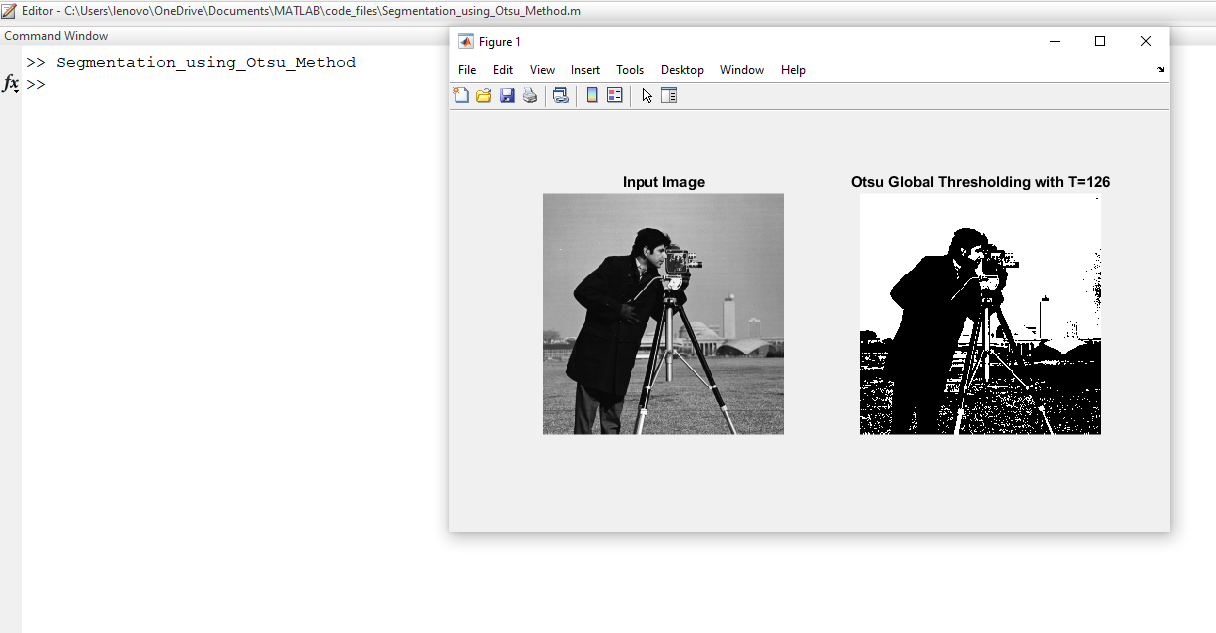 Editor - C:\Users\lenovo\OneDrive\Documents\MATLAB\code_files\Segmentation_using_Otsu_Method.m
Command Window
>> Segmentation_using_Otsu_Method
fx >>
Figure 1
File Edit View Insert Tools Desktop Window Help
Input Image
Otsu Global Thresholding with T=126